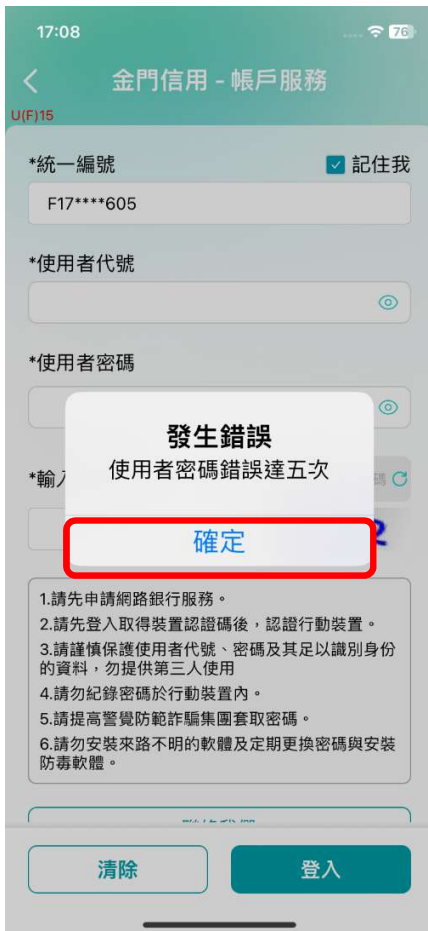 17:08
76
金門信用 - 帳戶服務
U(F)15
*統一編號
記住我
F17****605
*使用者代號
*使用者密碼
發生錯誤
使用者密碼錯誤達五次
*輸入
碼
確定
2
1.請先申請網路銀行服務。
2.請先登入取得裝置認證碼後，認證行動裝置。
3.請謹慎保護使用者代號、密碼及其足以識別身份
的資料，勿提供第三人使用
4.請勿紀錄密碼於行動裝置內。
5.請提高警覺防範詐騙集團套取密碼。
6.請勿安裝來路不明的軟體及定期更換密碼與安裝
防毒軟體。
清除
登入